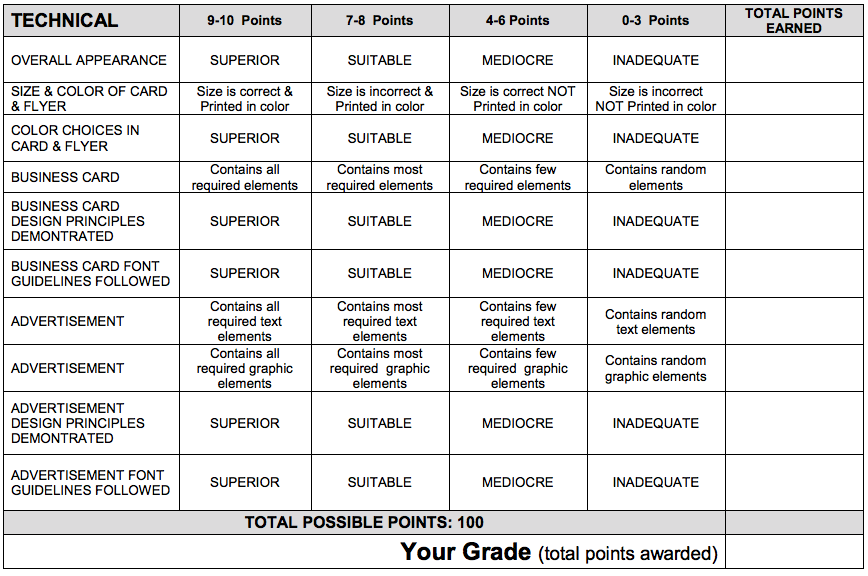 TECHNICAL 9-10 Points 7-8 Points 4-6 Points 0-3 Points TOTAL POINTS
EARNED
OVERALL APPEARANCE SUPERIOR SUITABLE MEDIOCRE INADEQUATE
SIZE & COLOR OF CARD Size is correct & Size is incorrect & Size is correct NOT Size is incorrect
& FLYER Printed in color Printed in color Printed in color NOT Printed in color
COLOR CHOICES IN
CARD & FLYER SUPERIOR SUITABLE MEDIOCRE INADEQUATE
BUSINESS CARD Contains all Contains most Contains few Contains random
required elements required elements required elements elements
BUSINESS CARD
DESIGN PRINCIPLES SUPERIOR SUITABLE MEDIOCRE INADEQUATE
DEMONTRATED
BUSINESS CARD FONT
GUIDELINES FOLLOWED SUPERIOR SUITABLE MEDIOCRE INADEQUATE
ADVERTISEMENT Contains all Contains most Contains few Contains random
required text required text required text text elements
elements elements elements
ADVERTISEMENT Contains all Contains most Contains few Contains random
required graphic required graphic required graphic graphic elements
elements elements elements
ADVERTISEMENT
DESIGN PRINCIPLES SUPERIOR SUITABLE MEDIOCRE INADEQUATE
DEMONTRATED
ADVERTISEMENT FONT
GUIDELINES FOLLOWED SUPERIOR SUITABLE MEDIOCRE INADEQUATE
TOTAL POSSIBLE POINTS: 100
Your Grade (total points awarded)